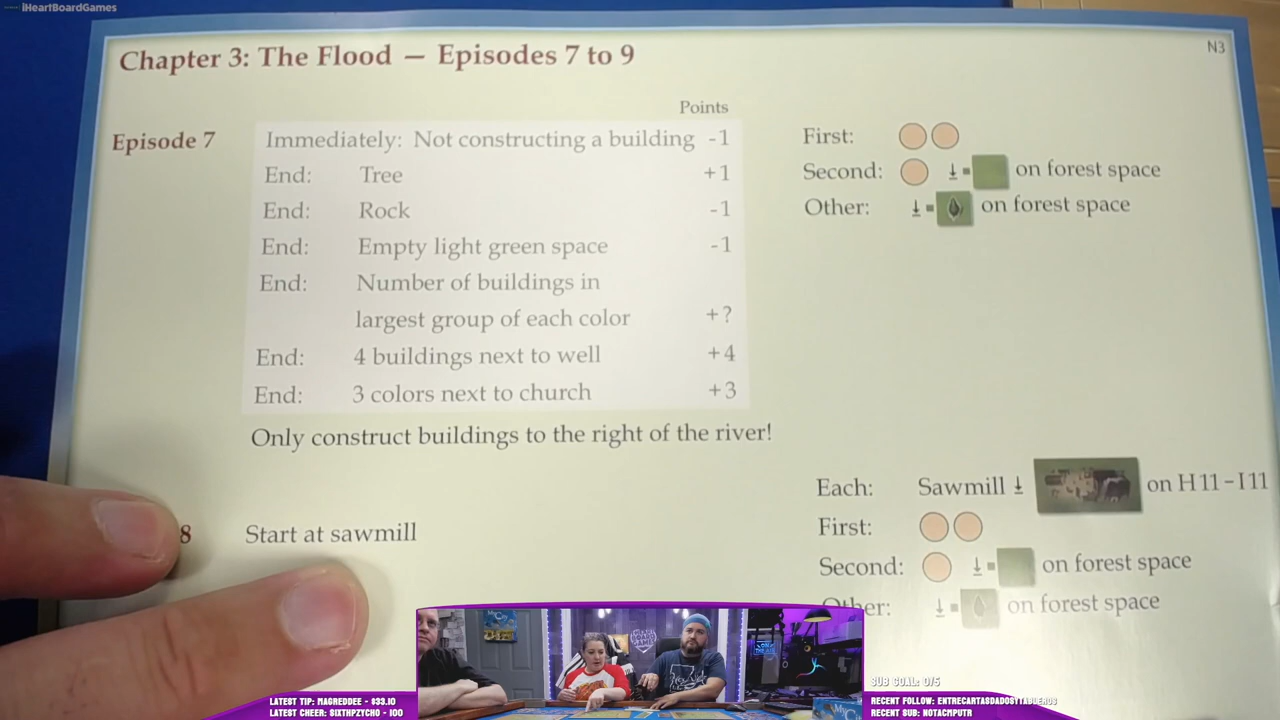 iHeartBoardGames
N3
Chapter 3: The Flood — Episodes 7 to 9
Points
Episode 7
Immediately: Not constructing a building -1
End: Tree +1
End: Rock -1
End: Empty light green space -1
End: Number of buildings in
largest group of each color +?
End: 4 buildings next to well +4
End: 3 colors next to church +3
Only construct buildings to the right of the river!
First:
Second: = on forest space
Other: = on forest space
8 Start at sawmill
Each: Sawmill on H11-I11
First:
Second: = on forest space
Other: = on forest space
SUB GOAL: 0/5
LATEST TIP: MAGREDDEE - $33.10
LATEST CHEER: SIXTHPZYCHO - 100
RECENT FOLLOW: ENTRECARTASDADOSYTABLEROS
RECENT SUB: NOTACMPUTR